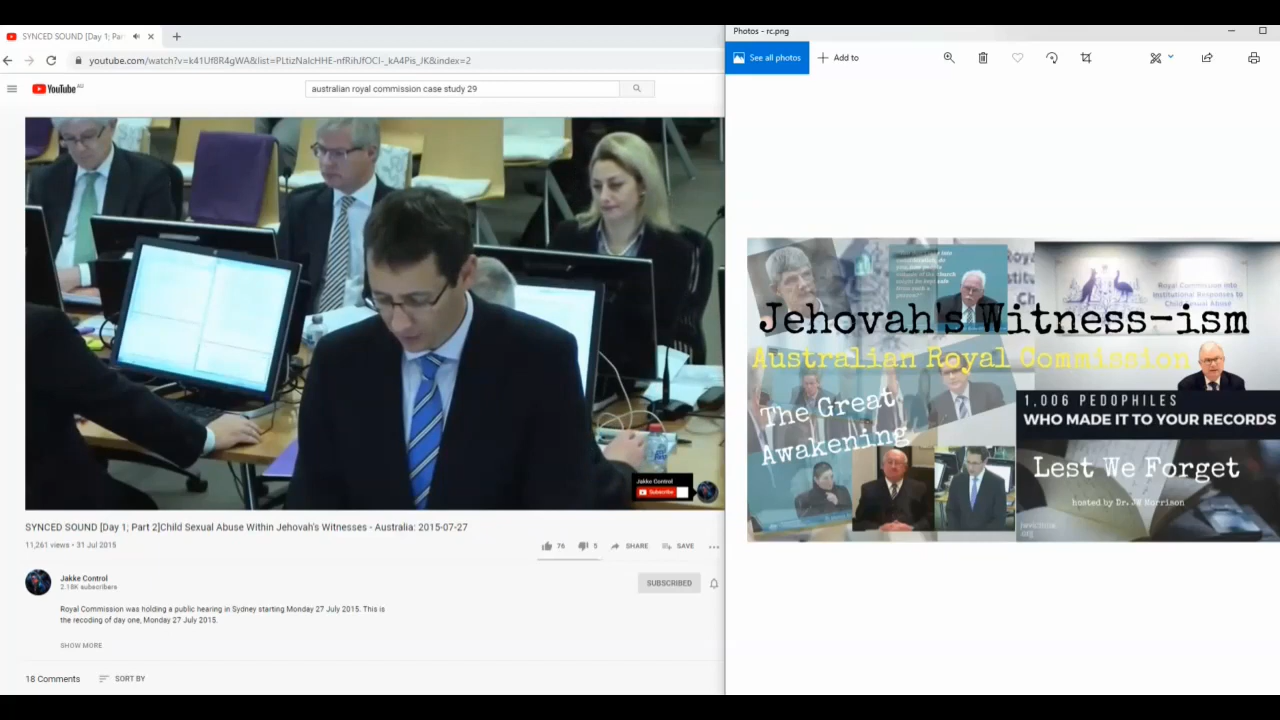 SYNCED SOUND [Day 1; Par
youtube.com/watch?v=k41Uf8R4gWA&list=PLtizNaIcHHE-nfRihJfOCI-_kA4Pis_JK&index=2
YouTube AU
australian royal commission case study 29
Jakke Control
Subscribe
SYNCED SOUND [Day 1; Part 2]Child Sexual Abuse Within Jehovah's Witnesses - Australia: 2015-07-27
11,261 views • 31 Jul 2015
76
5
SHARE
SAVE
Jakke Control
2.18K subscribers
SUBSCRIBED
Royal Commission was holding a public hearing in Sydney starting Monday 27 July 2015. This is
the recoding of day one, Monday 27 July 2015.
SHOW MORE
18 Comments
SORT BY
Photos - rc.png
See all photos
Add to
Royal Commission into
Institutional Responses to
Child Sexual Abuse
Jehovah's Witness-ism
Australian Royal Commission
The Great
Awakening
1,006 PEDOPHILES
WHO MADE IT TO YOUR RECORDS
Lest We Forget
hosted by Dr. JR Morrison